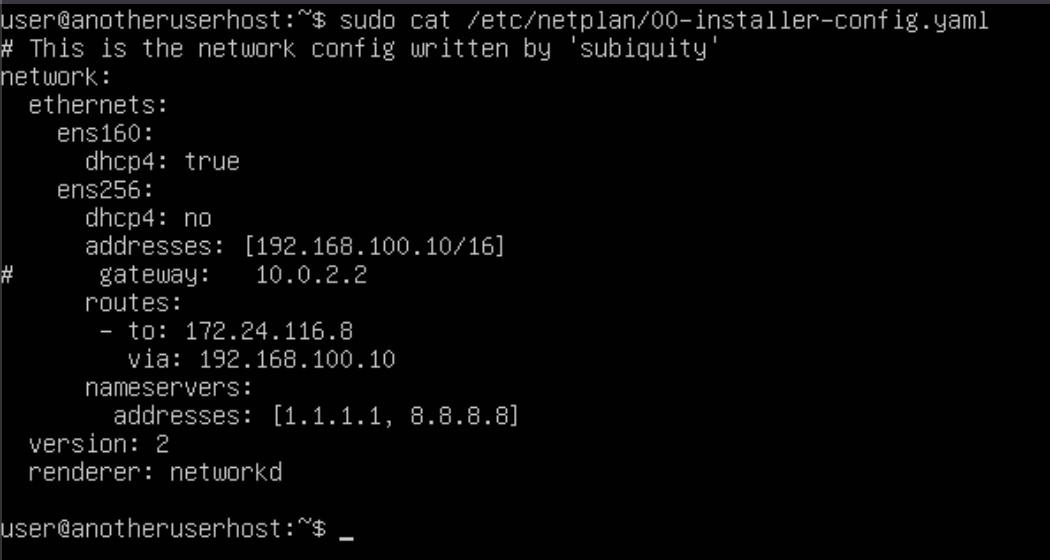 user@anotheruserhost:~$ sudo cat /etc/netplan/00-installer-config.yaml
# This is the network config written by 'subiquity'
network:
  ethernets:
    ens160:
      dhcp4: true
    ens256:
      dhcp4: no
      addresses: [192.168.100.10/16]
#      gateway:   10.0.2.2
      routes:
       - to: 172.24.116.8
         via: 192.168.100.10
      nameservers:
        addresses: [1.1.1.1, 8.8.8.8]
  version: 2
  renderer: networkd

user@anotheruserhost:~$ _